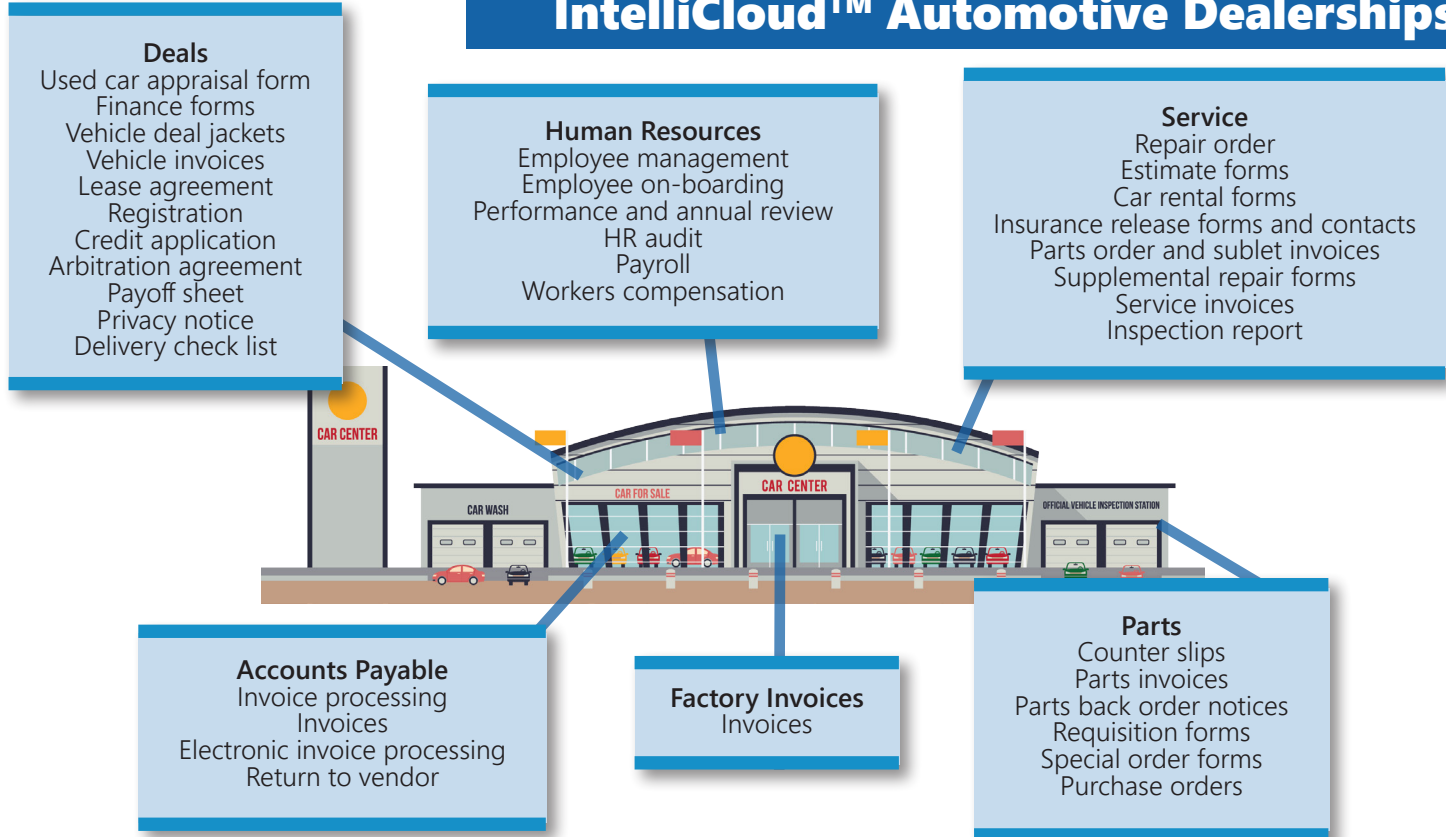 IntelliCloud™ Automotive Dealerships
Deals
Used car appraisal form
Finance forms
Vehicle deal jackets
Vehicle invoices
Lease agreement
Registration
Credit application
Arbitration agreement
Payoff sheet
Privacy notice
Delivery check list
Human Resources
Employee management
Employee on-boarding
Performance and annual review
HR audit
Payroll
Workers compensation
Service
Repair order
Estimate forms
Car rental forms
Insurance release forms and contacts
Parts order and sublet invoices
Supplemental repair forms
Service invoices
Inspection report
CAR CENTER
CAR WASH
CAR FOR SALE
CAR CENTER
OFFICIAL VEHICLE INSPECTION STATION
Accounts Payable
Invoice processing
Invoices
Electronic invoice processing
Return to vendor
Factory Invoices
Invoices
Parts
Counter slips
Parts invoices
Parts back order notices
Requisition forms
Special order forms
Purchase orders